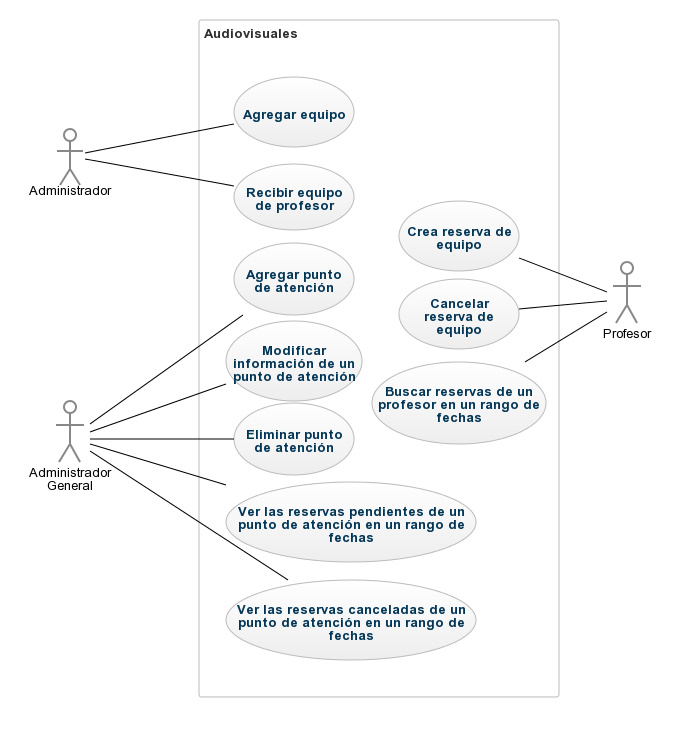 Audiovisuales
Agregar equipo
Recibir equipo
de profesor
Administrador
Agregar punto
de atención
Modificar
información de un
punto de atención
Eliminar punto
de atención
Administrador
General
Ver las reservas pendientes de un
punto de atención en un rango de
fechas
Ver las reservas canceladas de un
punto de atención en un rango de
fechas
Crea reserva de
equipo
Cancelar
reserva de
equipo
Buscar reservas de un
profesor en un rango de
fechas
Profesor